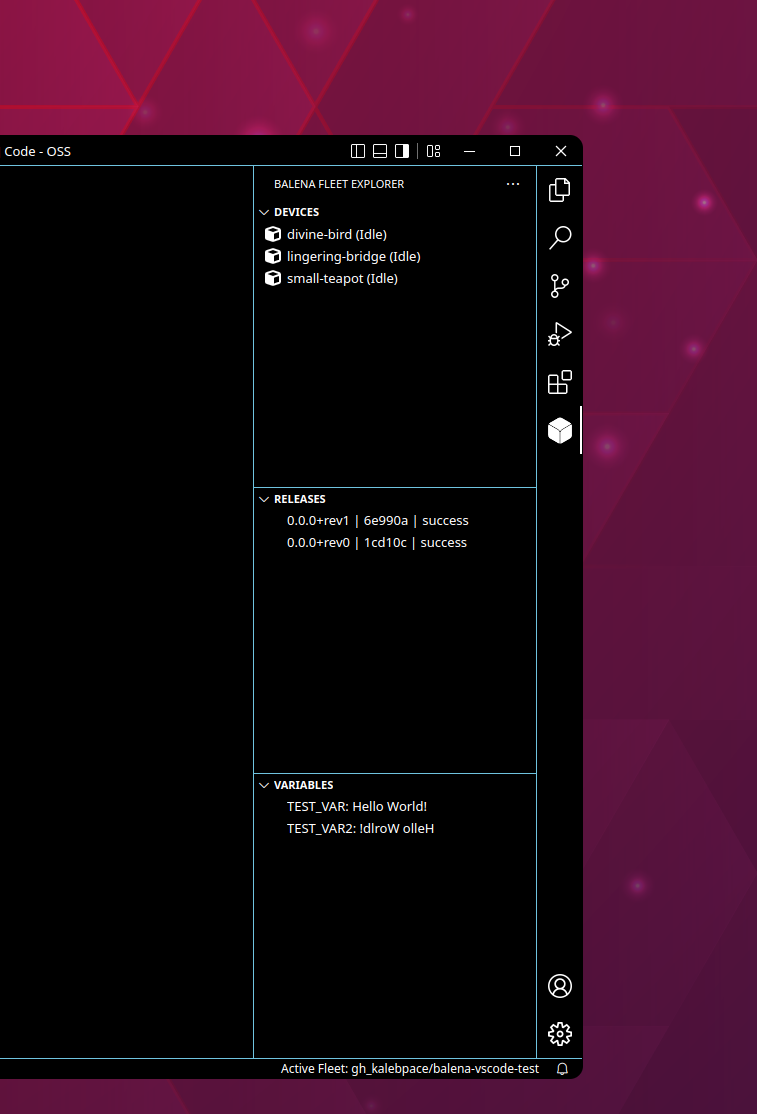 Code - OSS
BALENA FLEET EXPLORER
DEVICES
divine-bird (Idle)
lingering-bridge (Idle)
small-teapot (Idle)
RELEASES
0.0.0+rev1 | 6e990a | success
0.0.0+rev0 | 1cd10c | success
VARIABLES
TEST_VAR: Hello World!
TEST_VAR2: !dlroW olleH
Active Fleet: gh_kalebpace/balena-vscode-test